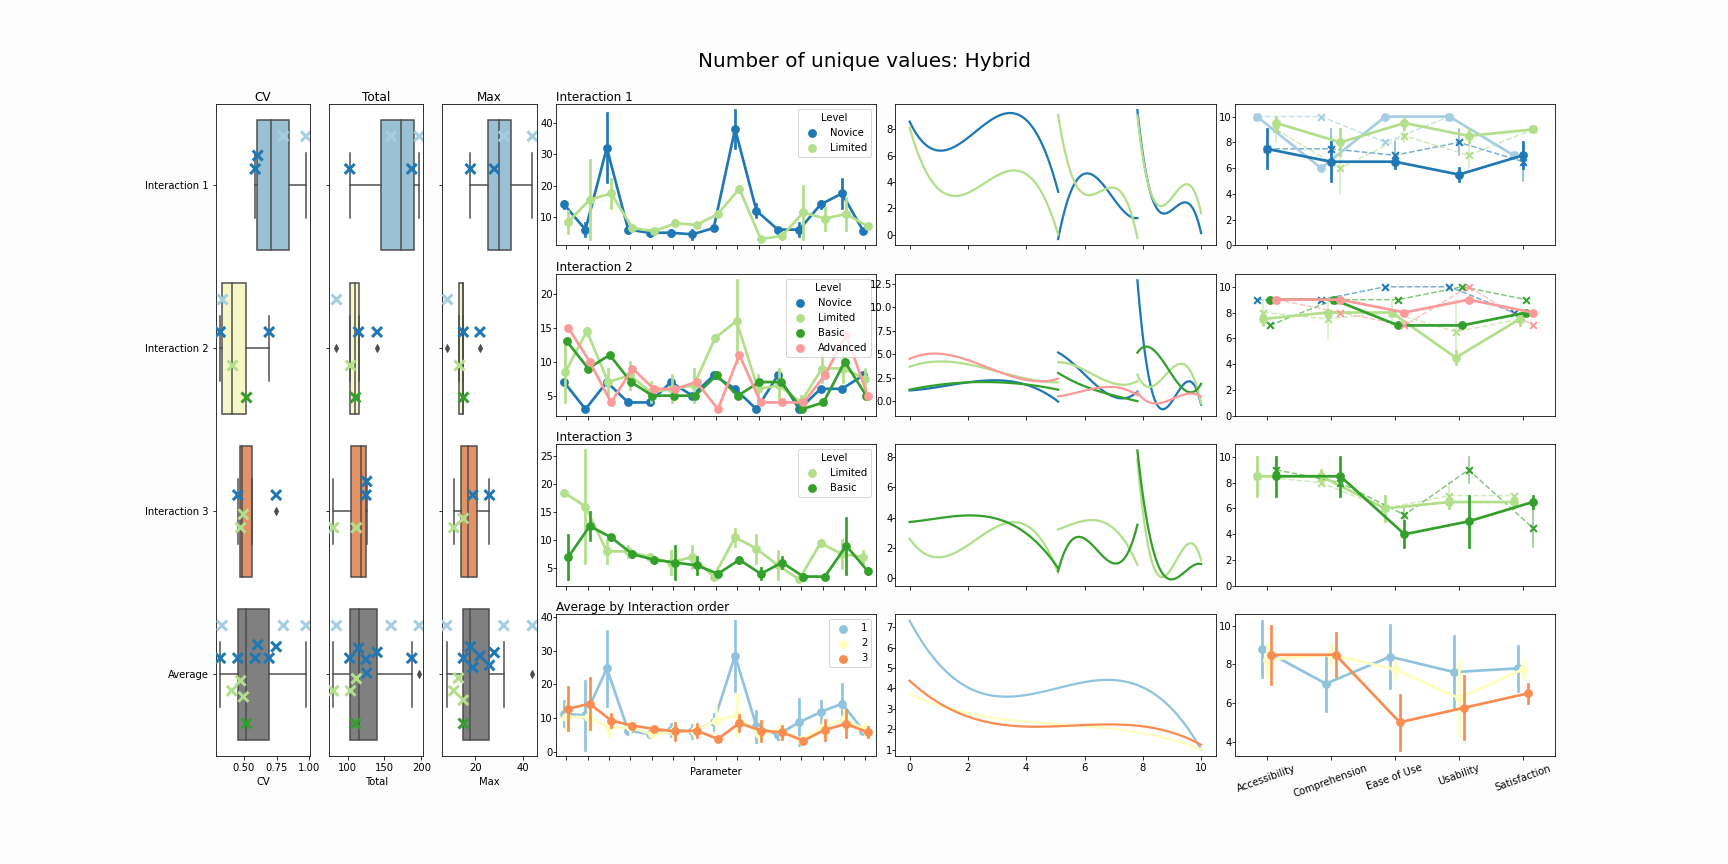 Number of unique values: Hybrid
CV
Total
Max
Interaction 1
Interaction 1
40
30
20
10
Level
Novice
Limited
8
6
4
2
0
10
8
6
4
2
0
Interaction 2
Interaction 2
20
15
10
5
Level
Novice
Limited
Basic
Advanced
12.5
10.0
7.5
5.0
2.5
0.0
10
8
6
4
2
0
Interaction 3
Interaction 3
25
20
15
10
5
Level
Limited
Basic
8
6
4
2
0
10
8
6
4
2
0
Average by Interaction order
Average
40
30
20
10
0
1
2
3
7
6
5
4
3
2
1
10
8
6
4
0.50 0.75 1.00
CV
100 150 200
Total
20 40
Max
Parameter
0 2 4 6 8 10
Accessibility
Comprehension
Ease of Use
Usability
Satisfaction